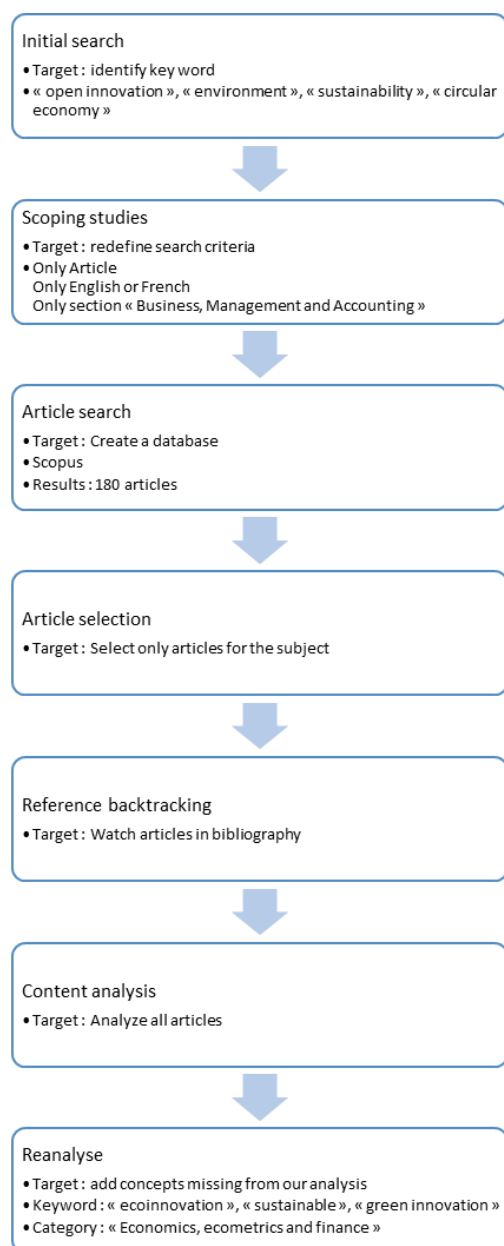 Initial search
• Target : identify key word
• « open innovation », « environment », « sustainability », « circular
economy »
Scoping studies
• Target : redefine search criteria
• Only Article
Only English or French
Only section « Business, Management and Accounting »
Article search
• Target : Create a database
• Scopus
• Results : 180 articles
Article selection
• Target : Select only articles for the subject
Reference backtracking
• Target : Watch articles in bibliography
Content analysis
• Target : Analyze all articles
Reanalyse
• Target : add concepts missing from our analysis
• Keyword : « ecoinnovation », « sustainable », « green innovation »
• Category : « Economics, ecometrics and finance »